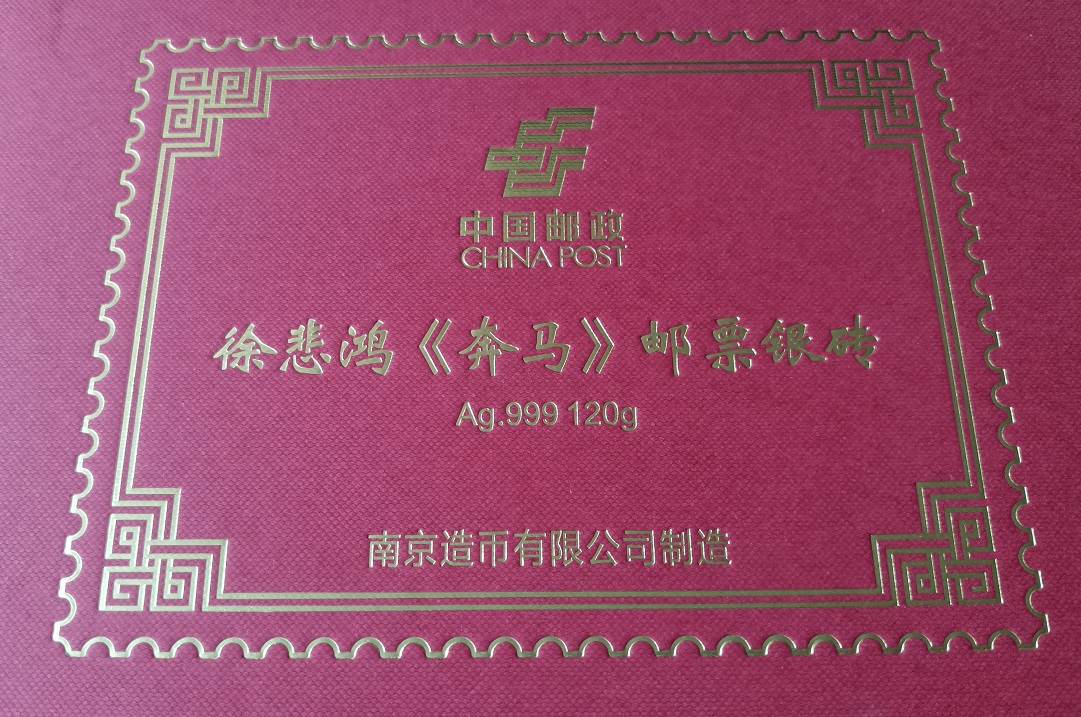 中国邮政
CHINA POST
徐悲鸿《奔马》邮票银砖
Ag.999 120g
南京造币有限公司制造